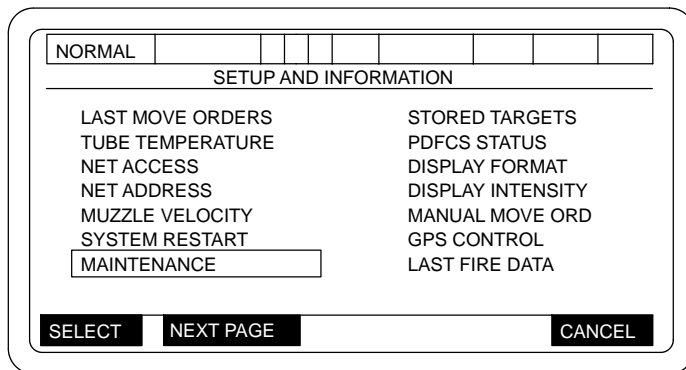 NORMAL
SETUP AND INFORMATION
LAST MOVE ORDERS
TUBE TEMPERATURE
NET ACCESS
NET ADDRESS
MUZZLE VELOCITY
SYSTEM RESTART
MAINTENANCE
STORED TARGETS
PDFCS STATUS
DISPLAY FORMAT
DISPLAY INTENSITY
MANUAL MOVE ORD
GPS CONTROL
LAST FIRE DATA
SELECT NEXT PAGE CANCEL